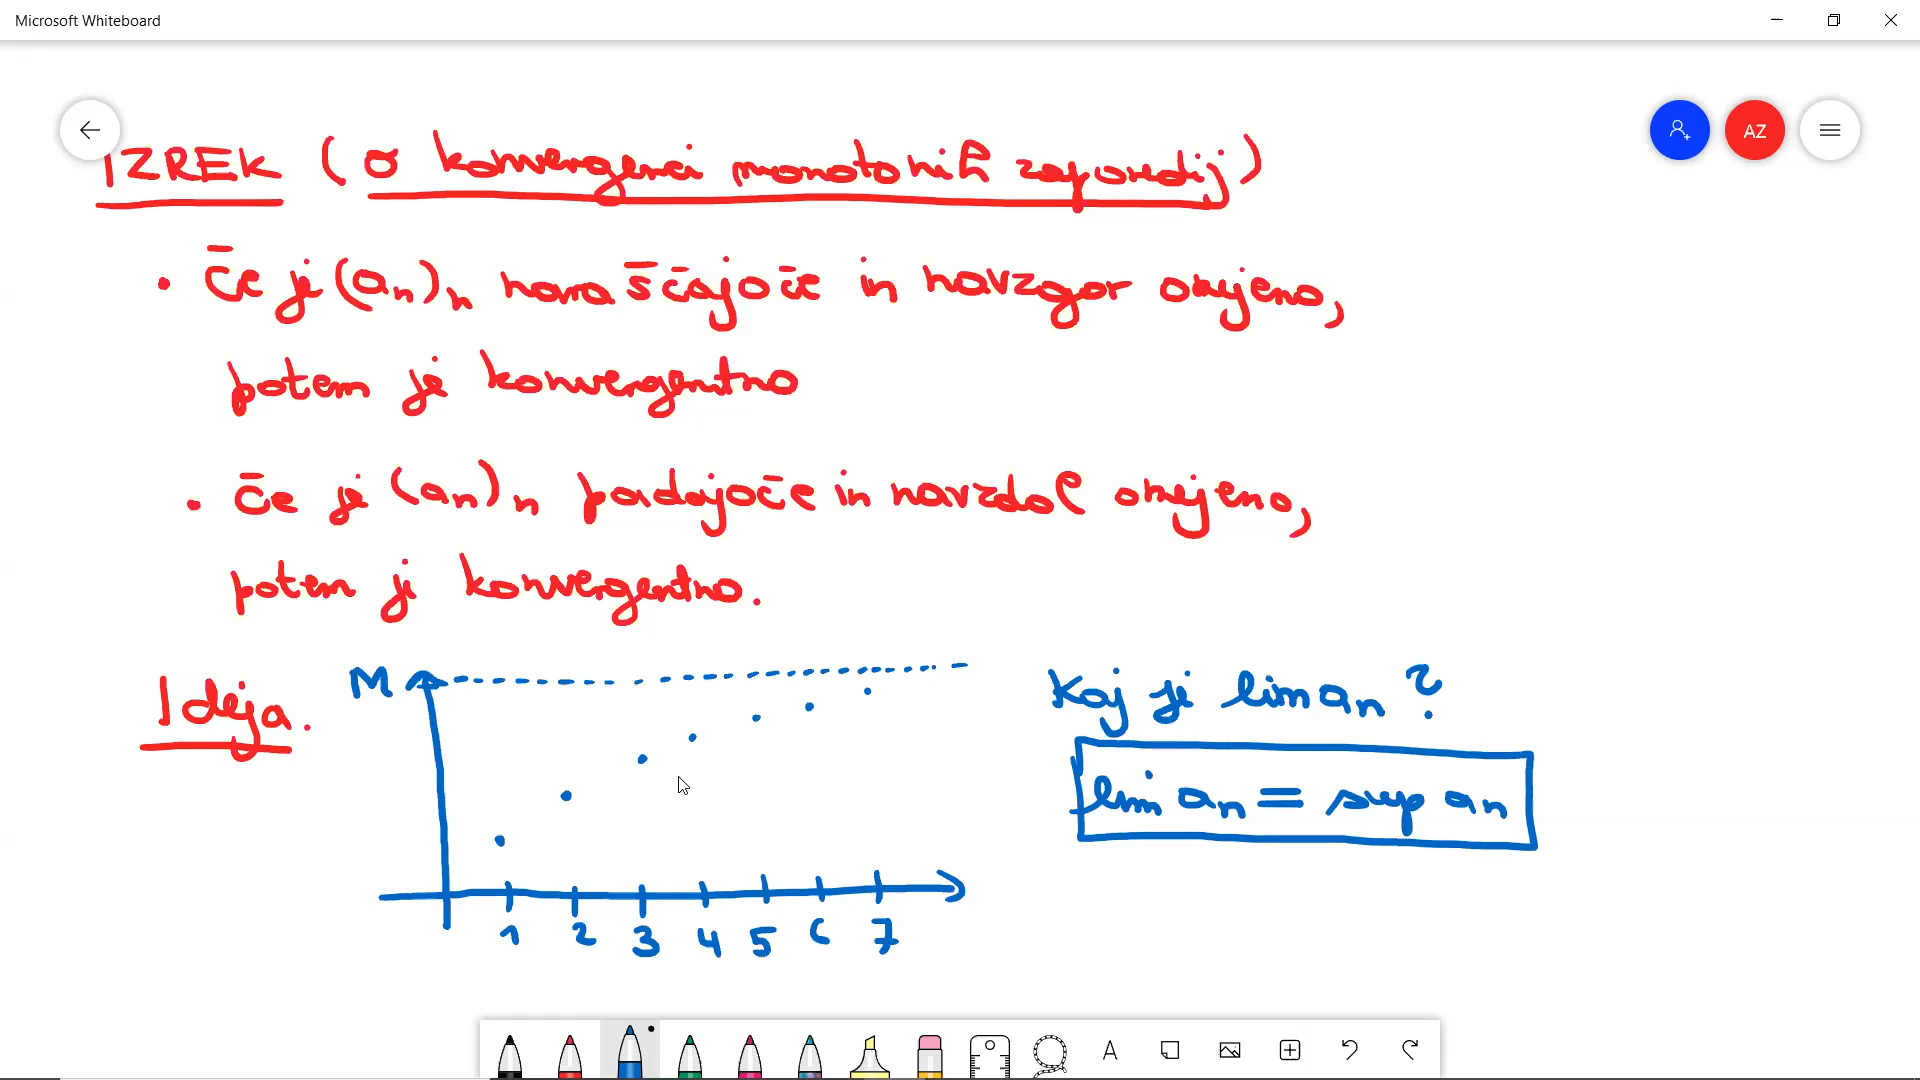 Microsoft Whiteboard
AZ
IZREK (o konvergenci monotonih zaporedij)
• Če je (an)n naraščajoče in navzgor omejeno,
potem je konvergentno
• Če je (an)n padajoče in navzdol omejeno,
potem je konvergentno.
Ideja.
M
1 2 3 4 5 6 7
Kaj je lim an?
lim an = sup an
A